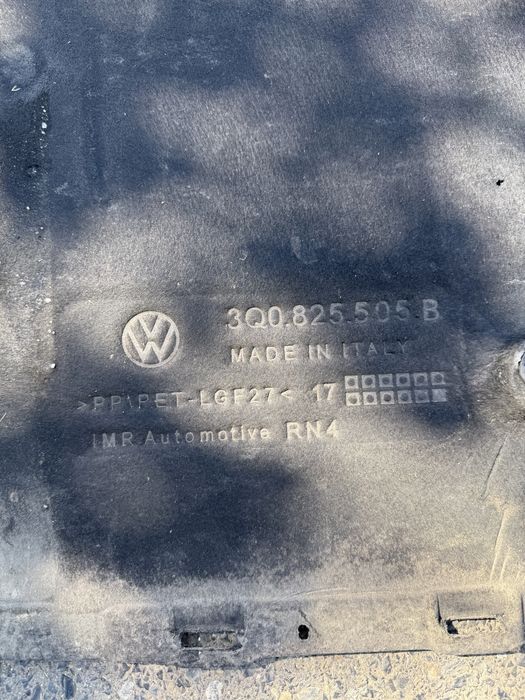 3Q0.825.505.B
MADE IN ITALY
>PP\PET-LGF27< 17
IMR Automotive RN4